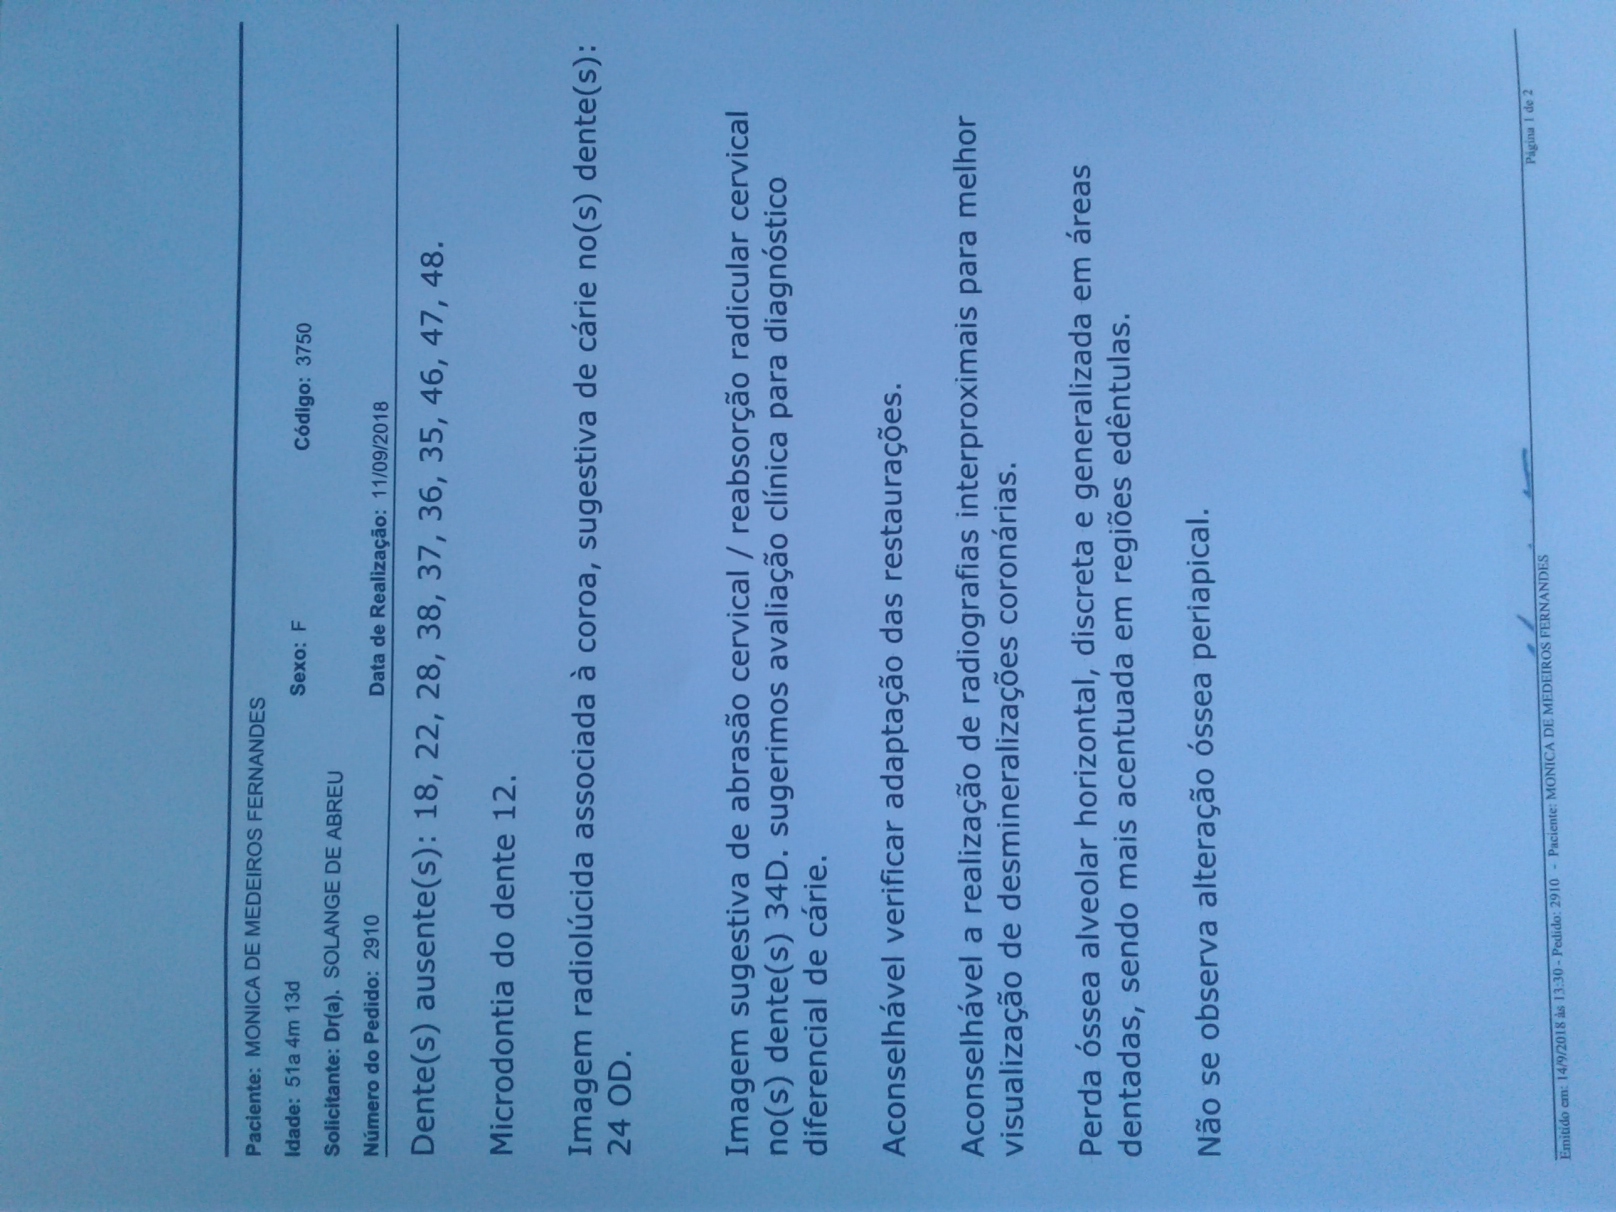 Paciente: MONICA DE MEDEIROS FERNANDES
Idade: 51a 4m 13d Sexo: F Código: 3750
Solicitante: Dr(a). SOLANGE DE ABREU
Número do Pedido: 2910 Data de Realização: 11/09/2018
Dente(s) ausente(s): 18, 22, 28, 38, 37, 36, 35, 46, 47, 48.
Microdontia do dente 12.
Imagem radiolúcida associada à coroa, sugestiva de cárie no(s) dente(s):
24 OD.
Imagem sugestiva de abrasão cervical / reabsorção radicular cervical
no(s) dente(s) 34D. sugerimos avaliação clínica para diagnóstico
diferencial de cárie.
Aconselhável verificar adaptação das restaurações.
Aconselhável a realização de radiografias interproximais para melhor
visualização de desmineralizações coronárias.
Perda óssea alveolar horizontal, discreta e generalizada em áreas
dentadas, sendo mais acentuada em regiões edêntulas.
Não se observa alteração óssea periapical.
Emitido em: 14/9/2018 às 13:30 - Pedido: 2910 - Paciente: MONICA DE MEDEIROS FERNANDES Página 1 de 2